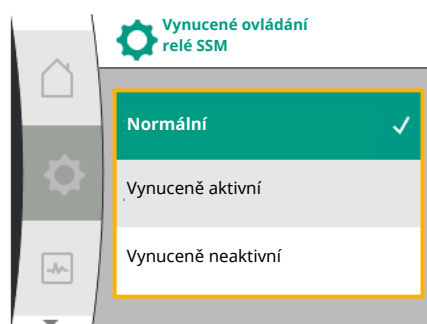 Vynucené ovládání
relé SSM
Normální
Vynuceně aktivní
Vynuceně neaktivní